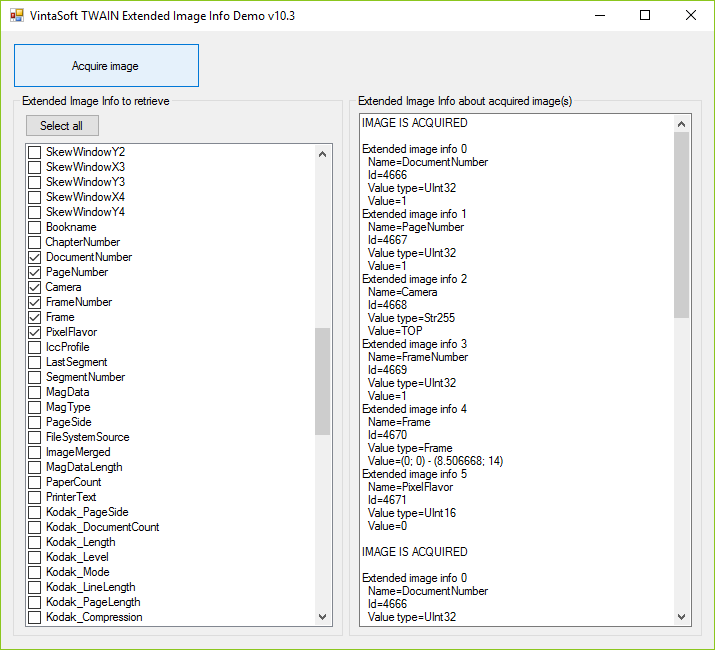 VintaSoft TWAIN Extended Image Info Demo v10.3
Acquire image
Extended Image Info to retrieve
Select all
SkewWindowY2
SkewWindowX3
SkewWindowY3
SkewWindowX4
SkewWindowY4
Bookname
ChapterNumber
DocumentNumber
PageNumber
Camera
FrameNumber
Frame
PixelFlavor
IccProfile
LastSegment
SegmentNumber
MagData
MagType
PageSide
FileSystemSource
ImageMerged
MagDataLength
PaperCount
PrinterText
Kodak_PageSide
Kodak_DocumentCount
Kodak_Length
Kodak_Level
Kodak_Mode
Kodak_LineLength
Kodak_PageLength
Kodak_Compression
Extended Image Info about acquired image(s)
IMAGE IS ACQUIRED
Extended image info 0
Name=DocumentNumber
Id=4666
Value type=UInt32
Value=1
Extended image info 1
Name=PageNumber
Id=4667
Value type=UInt32
Value=1
Extended image info 2
Name=Camera
Id=4668
Value type=Str255
Value=TOP
Extended image info 3
Name=FrameNumber
Id=4669
Value type=UInt32
Value=1
Extended image info 4
Name=Frame
Id=4670
Value type=Frame
Value=(0; 0) - (8.506668; 14)
Extended image info 5
Name=PixelFlavor
Id=4671
Value type=UInt16
Value=0
IMAGE IS ACQUIRED
Extended image info 0
Name=DocumentNumber
Id=4666
Value type=UInt32